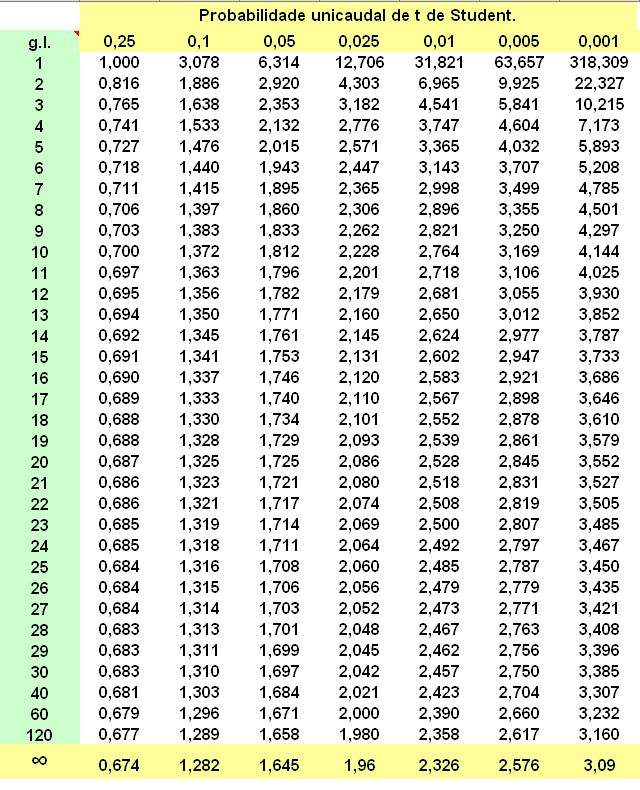 Probabilidade unicaudal de t de Student.
g.l. 0,25 0,1 0,05 0,025 0,01 0,005 0,001
1 1,000 3,078 6,314 12,706 31,821 63,657 318,309
2 0,816 1,886 2,920 4,303 6,965 9,925 22,327
3 0,765 1,638 2,353 3,182 4,541 5,841 10,215
4 0,741 1,533 2,132 2,776 3,747 4,604 7,173
5 0,727 1,476 2,015 2,571 3,365 4,032 5,893
6 0,718 1,440 1,943 2,447 3,143 3,707 5,208
7 0,711 1,415 1,895 2,365 2,998 3,499 4,785
8 0,706 1,397 1,860 2,306 2,896 3,355 4,501
9 0,703 1,383 1,833 2,262 2,821 3,250 4,297
10 0,700 1,372 1,812 2,228 2,764 3,169 4,144
11 0,697 1,363 1,796 2,201 2,718 3,106 4,025
12 0,695 1,356 1,782 2,179 2,681 3,055 3,930
13 0,694 1,350 1,771 2,160 2,650 3,012 3,852
14 0,692 1,345 1,761 2,145 2,624 2,977 3,787
15 0,691 1,341 1,753 2,131 2,602 2,947 3,733
16 0,690 1,337 1,746 2,120 2,583 2,921 3,686
17 0,689 1,333 1,740 2,110 2,567 2,898 3,646
18 0,688 1,330 1,734 2,101 2,552 2,878 3,610
19 0,688 1,328 1,729 2,093 2,539 2,861 3,579
20 0,687 1,325 1,725 2,086 2,528 2,845 3,552
21 0,686 1,323 1,721 2,080 2,518 2,831 3,527
22 0,686 1,321 1,717 2,074 2,508 2,819 3,505
23 0,685 1,319 1,714 2,069 2,500 2,807 3,485
24 0,685 1,318 1,711 2,064 2,492 2,797 3,467
25 0,684 1,316 1,708 2,060 2,485 2,787 3,450
26 0,684 1,315 1,706 2,056 2,479 2,779 3,435
27 0,684 1,314 1,703 2,052 2,473 2,771 3,421
28 0,683 1,313 1,701 2,048 2,467 2,763 3,408
29 0,683 1,311 1,699 2,045 2,462 2,756 3,396
30 0,683 1,310 1,697 2,042 2,457 2,750 3,385
40 0,681 1,303 1,684 2,021 2,423 2,704 3,307
60 0,679 1,296 1,671 2,000 2,390 2,660 3,232
120 0,677 1,289 1,658 1,980 2,358 2,617 3,160
∞ 0,674 1,282 1,645 1,96 2,326 2,576 3,09